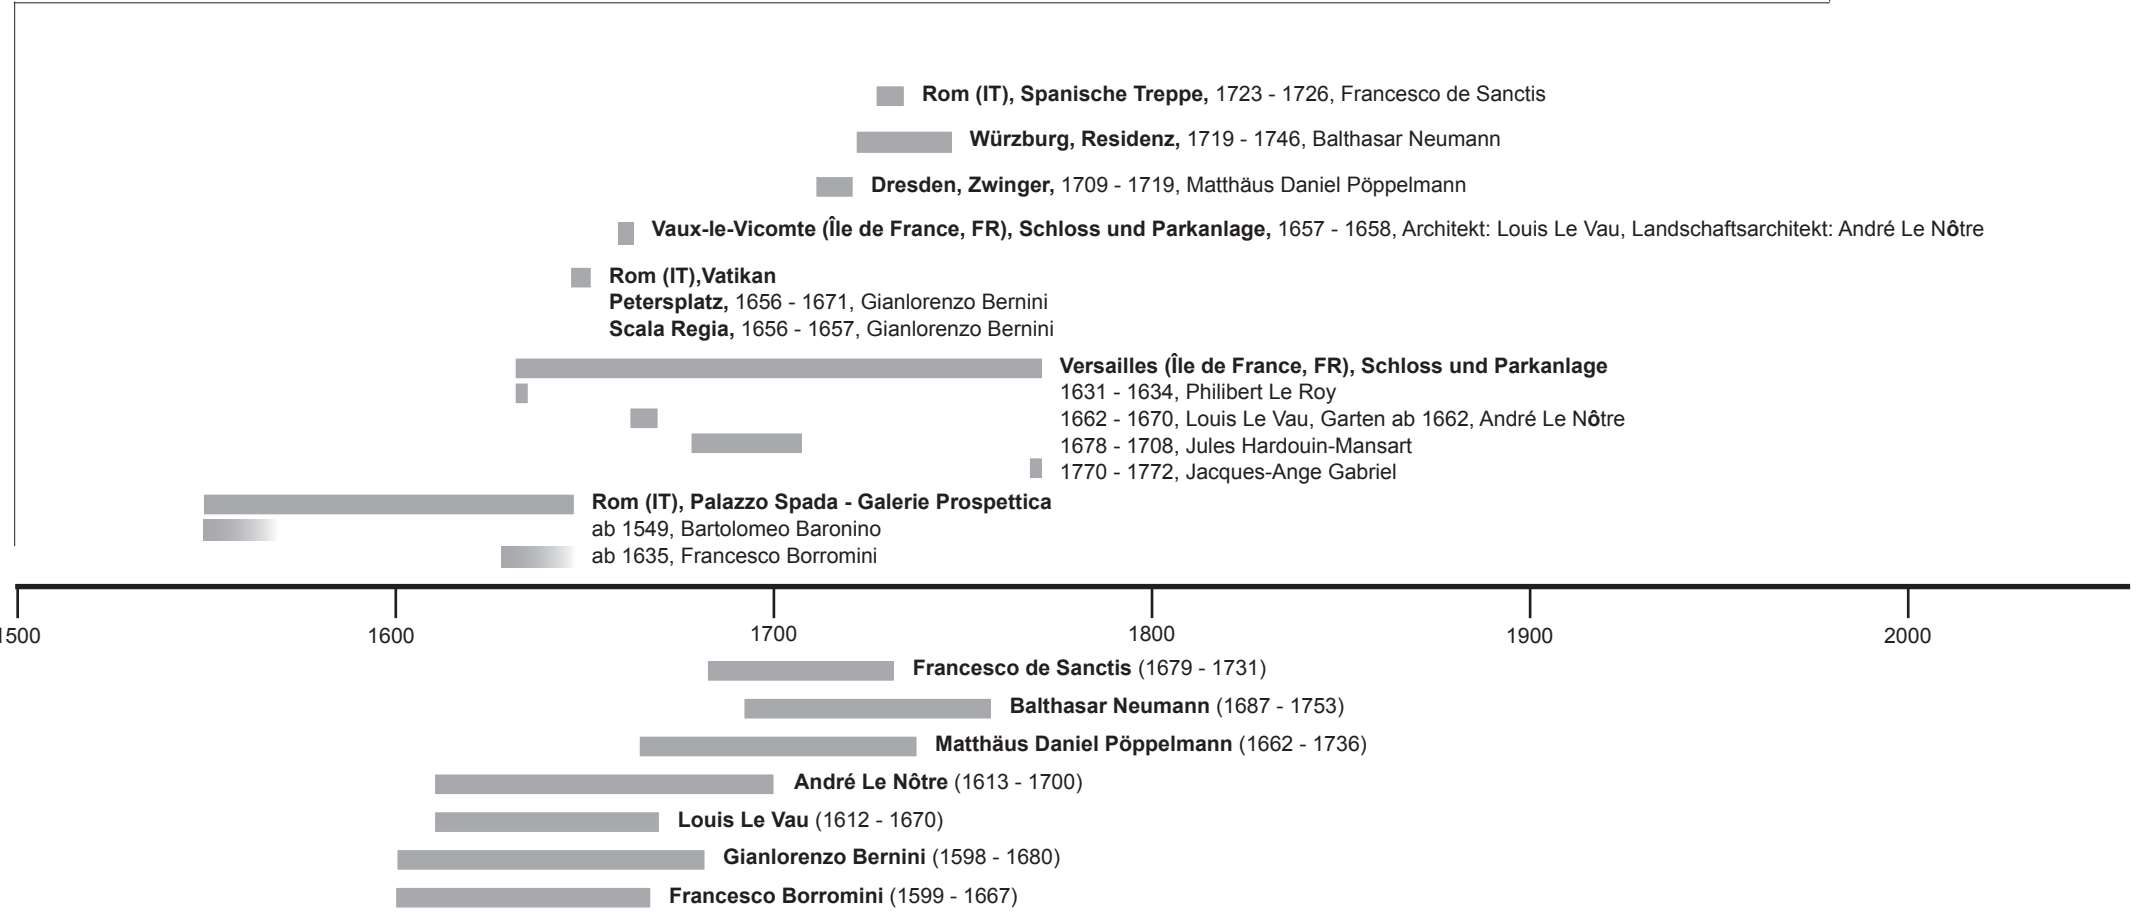 Rom (IT), Spanische Treppe, 1723 - 1726, Francesco de Sanctis
Würzburg, Residenz, 1719 - 1746, Balthasar Neumann
Dresden, Zwinger, 1709 - 1719, Matthäus Daniel Pöppelmann
Vaux-le-Vicomte (Île de France, FR), Schloss und Parkanlage, 1657 - 1658, Architekt: Louis Le Vau, Landschaftsarchitekt: André Le Nôtre
Rom (IT),Vatikan
Petersplatz, 1656 - 1671, Gianlorenzo Bernini
Scala Regia, 1656 - 1657, Gianlorenzo Bernini
Versailles (Île de France, FR), Schloss und Parkanlage
1631 - 1634, Philibert Le Roy
1662 - 1670, Louis Le Vau, Garten ab 1662, André Le Nôtre
1678 - 1708, Jules Hardouin-Mansart
1770 - 1772, Jacques-Ange Gabriel
Rom (IT), Palazzo Spada - Galerie Prospettica
ab 1549, Bartolomeo Baronino
ab 1635, Francesco Borromini
1500 1600 1700 1800 1900 2000
Francesco de Sanctis (1679 - 1731)
Balthasar Neumann (1687 - 1753)
Matthäus Daniel Pöppelmann (1662 - 1736)
André Le Nôtre (1613 - 1700)
Louis Le Vau (1612 - 1670)
Gianlorenzo Bernini (1598 - 1680)
Francesco Borromini (1599 - 1667)